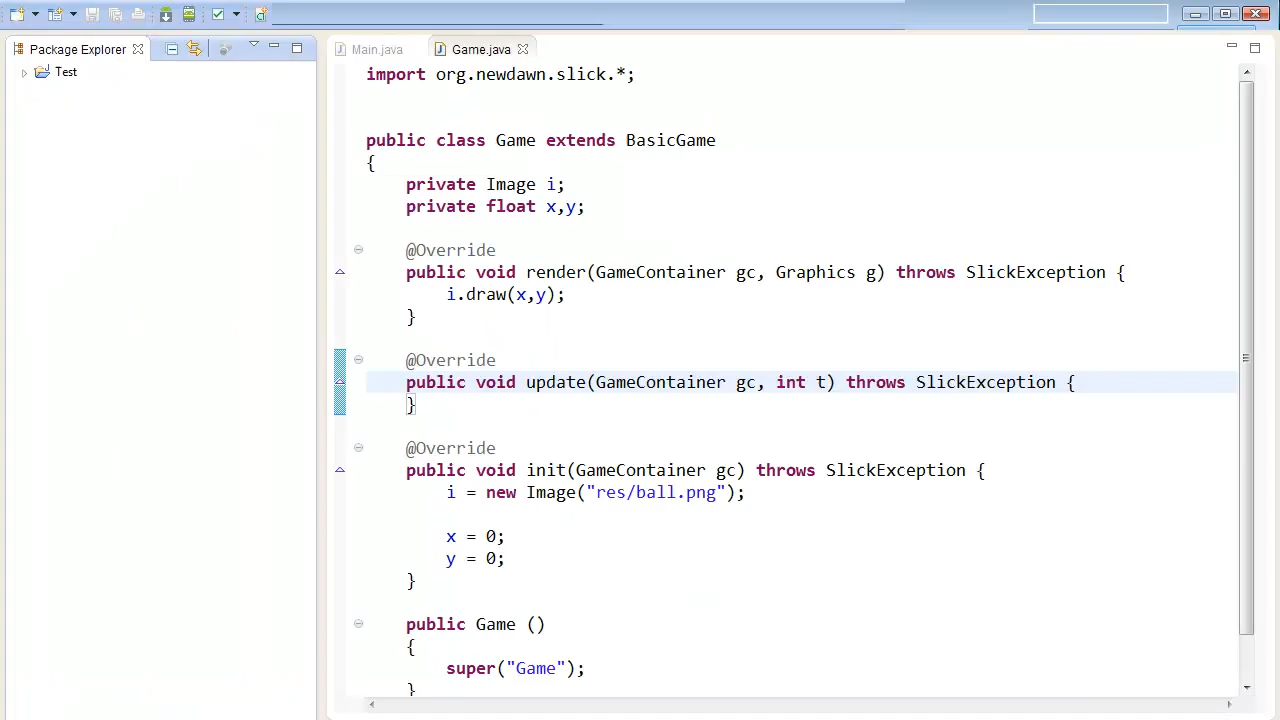 Package Explorer
Test
Main.java
Game.java
import org.newdawn.slick.*;
public class Game extends BasicGame
{
private Image i;
private float x,y;
@Override
public void render(GameContainer gc, Graphics g) throws SlickException {
i.draw(x,y);
}
@Override
public void update(GameContainer gc, int t) throws SlickException {
}
@Override
public void init(GameContainer gc) throws SlickException {
i = new Image("res/ball.png");
x = 0;
y = 0;
}
public Game ()
{
super("Game");
}